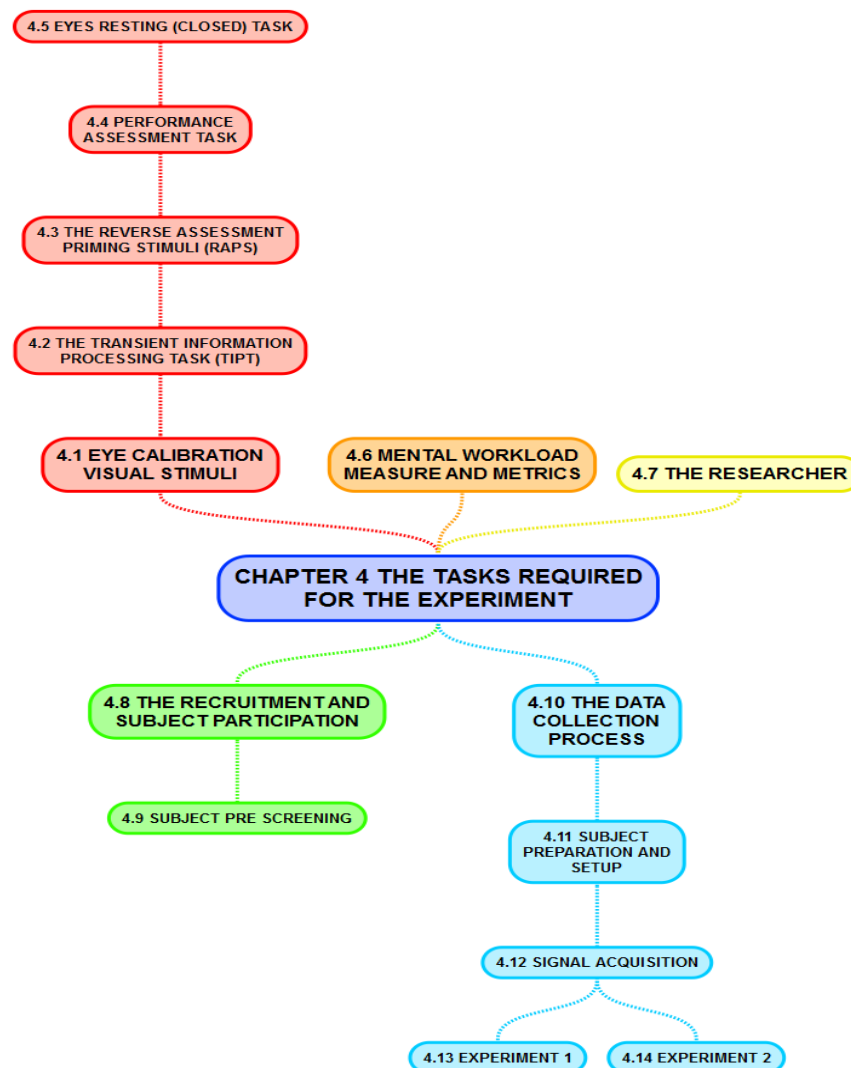 4.5 EYES RESTING (CLOSED) TASK
4.4 PERFORMANCE
ASSESSMENT TASK
4.3 THE REVERSE ASSESSMENT
PRIMING STIMULI (RAPS)
4.2 THE TRANSIENT INFORMATION
PROCESSING TASK (TIPT)
4.1 EYE CALIBRATION
VISUAL STIMULI
4.6 MENTAL WORKLOAD
MEASURE AND METRICS
4.7 THE RESEARCHER
CHAPTER 4 THE TASKS REQUIRED
FOR THE EXPERIMENT
4.8 THE RECRUITMENT AND
SUBJECT PARTICIPATION
4.10 THE DATA
COLLECTION
PROCESS
4.9 SUBJECT PRE SCREENING
4.11 SUBJECT
PREPARATION AND
SETUP
4.12 SIGNAL ACQUISITION
4.13 EXPERIMENT 1
4.14 EXPERIMENT 2